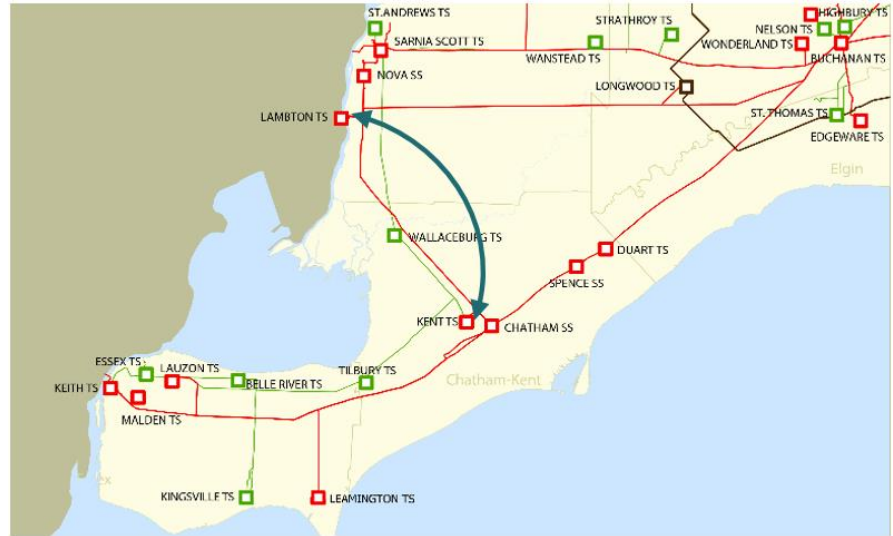 ST.ANDREWS TS
HIGHBURY TS
STRATHROY TS
NELSON TS
SARNIA SCOTT TS
WONDERLAND TS
WANSTEAD TS
BUCHANAN TS
NOVA SS
LONGWOOD TS
LAMBTON TS
ST.THOMAS TS
EDGEWARE TS
Elgin
WALLACEBURG TS
DUART TS
SPENCE SS
KENT TS
CHATHAM SS
ESSEX TS
LAUZON TS
TILBURY TS
KEITH TS
BELLE RIVER TS
Chatham-Kent
MALDEN TS
ex
KINGSVILLE TS
LEAMINGTON TS